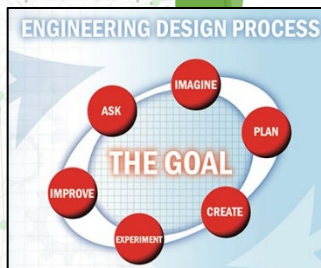 ENGINEERING DESIGN PROCESS
IMAGINE
ASK
PLAN
THE GOAL
IMPROVE
CREATE
EXPERIMENT